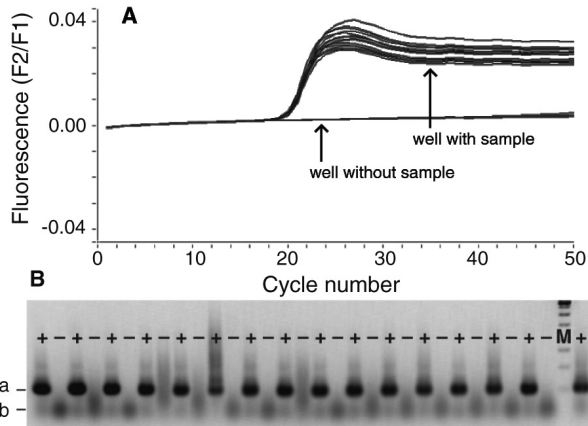 A
0.04
0.00
-0.04
Fluorescence (F2/F1)
well with sample
well without sample
0 10 20 30 40 50
Cycle number
B
+ − + − + − + − + − + − + − + − + − + − + − + − + − + − + − M +
a
b